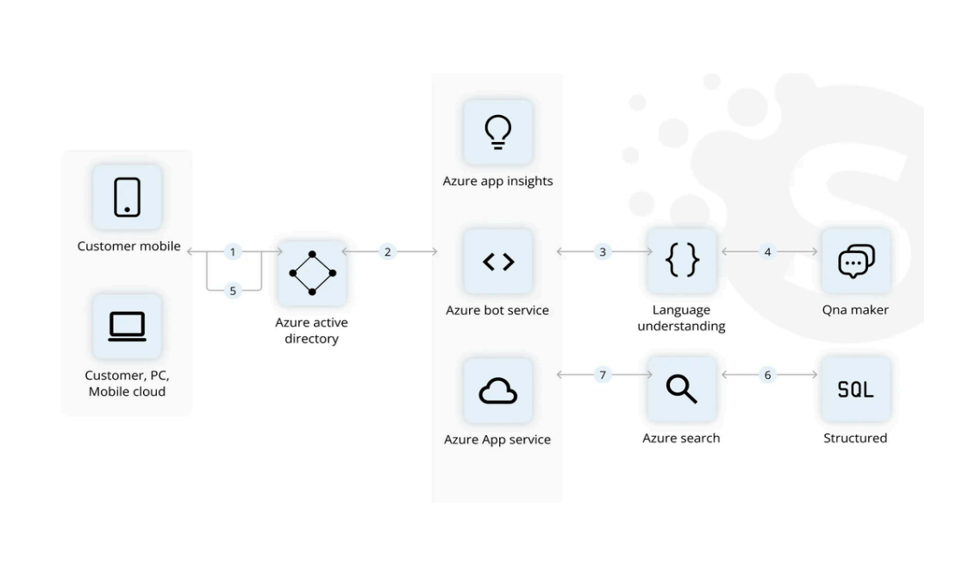 Azure app insights
Customer mobile
1
2
3
4
5
Azure bot service
Language
understanding
Qna maker
Azure active
directory
Customer, PC,
Mobile cloud
7
6
SQL
Azure App service
Azure search
Structured
S